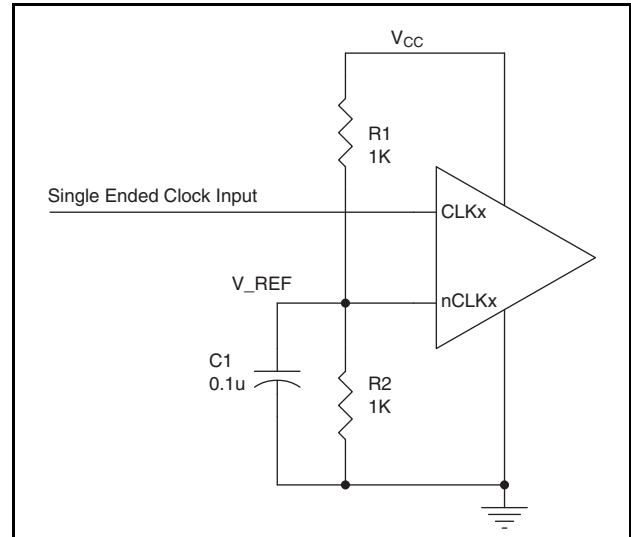 V_CC
R1
1K
Single Ended Clock Input
CLKx
V_REF
nCLKx
C1
0.1u
R2
1K